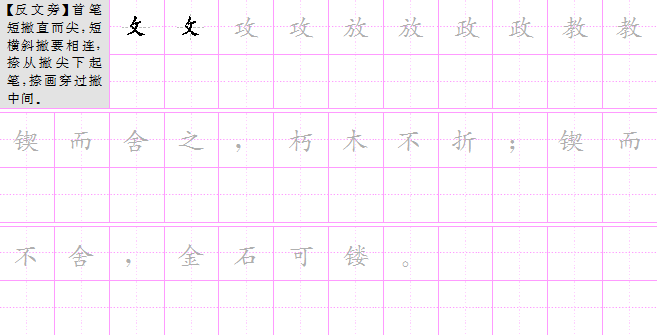 【反文旁】首笔
短撇直而尖，短
横斜撇要相连，
捺从撇尖下起
笔，捺画穿过撇
中间。
攵攵攻攻放放政政教教
锲而舍之，朽木不折；锲而
不舍，金石可镂。